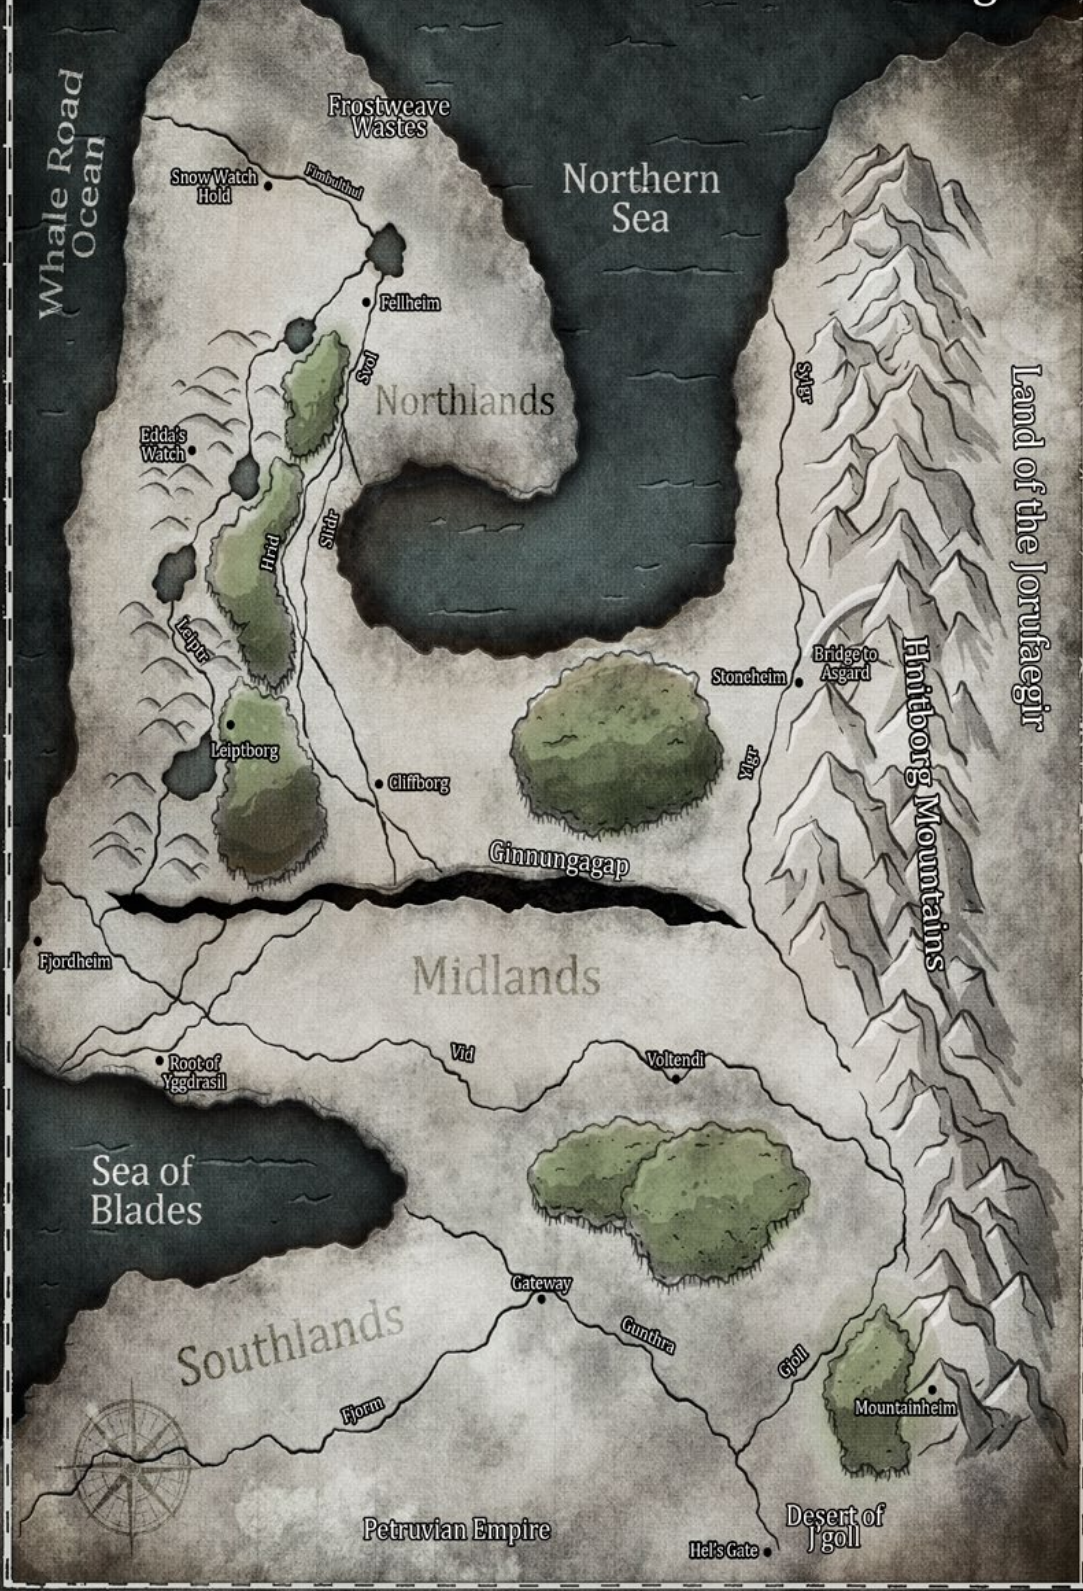 Whale Road
Ocean
Frostweave
Wastes
Northern
Sea
Snow Watch
Hold
Fimbulthul
Fellheim
Svol
Northlands
Sylgr
Land of the Jorufaegir
Edda's
Watch
Hrid
Slidr
Leiptr
Bridge to
Asgard
Stoneheim
Hnitborg Mountains
Leiptborg
Cliffborg
Ylgr
Ginnungagap
Fjordheim
Midlands
Vid
Voltendi
Root of
Yggdrasil
Sea of
Blades
Gateway
Southlands
Gunthra
Gjoll
Fjorm
Mountainheim
Petruvian Empire
Desert of
J'goll
Hel's Gate